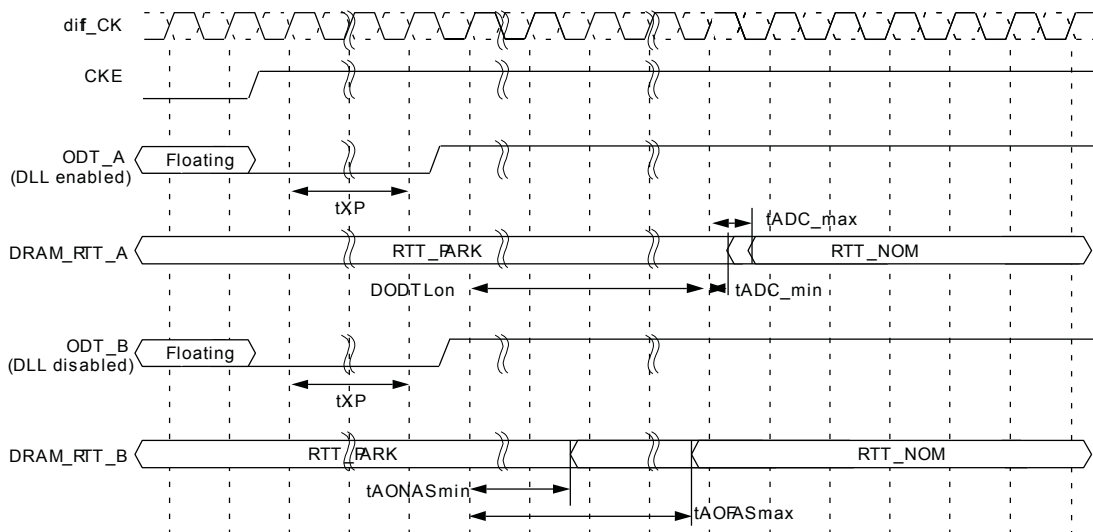 dif_CK
CKE
ODT_A
(DLL enabled)
Floating
tXP
tADC_max
DRAM_RTT_A
RTT_PARK
RTT_NOM
DODTLon
tADC_min
ODT_B
(DLL disabled)
Floating
tXP
DRAM_RTT_B
RTT_PARK
RTT_NOM
tAONASmin
tAOFASmax